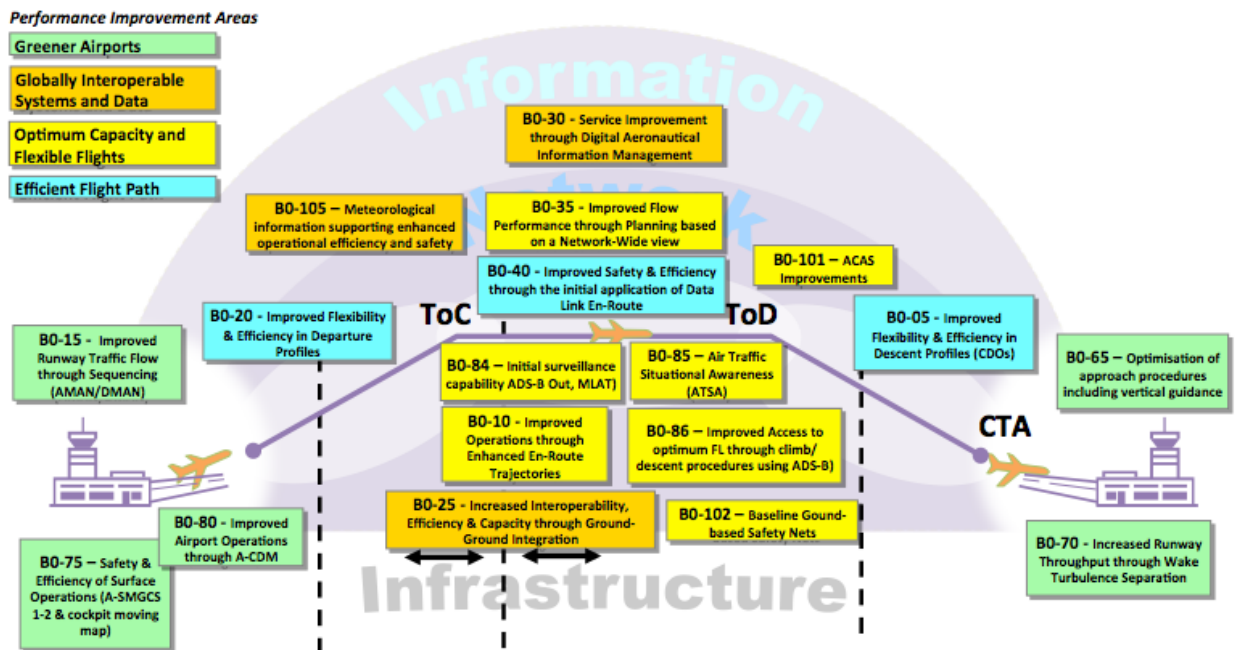 Performance Improvement Areas
Greener Airports
Globally Interoperable
Systems and Data
Optimum Capacity and
Flexible Flights
Efficient Flight Path
Information
Network
B0-30 - Service Improvement
through Digital Aeronautical
Information Management
B0-105 – Meteorological
information supporting enhanced
operational efficiency and safety
B0-35 - Improved Flow
Performance through Planning based
on a Network-Wide view
B0-101 – ACAS
Improvements
B0-40 - Improved Safety & Efficiency
through the initial application of Data
Link En-Route
B0-20 - Improved Flexibility
& Efficiency in Departure
Profiles
ToC
ToD
B0-05 - Improved
Flexibility & Efficiency in
Descent Profiles (CDOs)
B0-15 - Improved
Runway Traffic Flow
through Sequencing
(AMAN/DMAN)
B0-84 – Initial surveillance
capability ADS-B Out, MLAT)
B0-85 – Air Traffic
Situational Awareness
(ATSA)
B0-65 – Optimisation of
approach procedures
including vertical guidance
B0-10 - Improved
Operations through
Enhanced En-Route
Trajectories
B0-86 – Improved Access to
optimum FL through climb/
descent procedures using ADS-B)
CTA
B0-25 - Increased Interoperability,
Efficiency & Capacity through Ground-
Ground Integration
B0-102 – Baseline Gound-
based Safety Nets
B0-80 - Improved
Airport Operations
through A-CDM
B0-75 – Safety &
Efficiency of Surface
Operations (A-SMGCS
1-2 & cockpit moving
map)
B0-70 - Increased Runway
Throughput through Wake
Turbulence Separation
Infrastructure